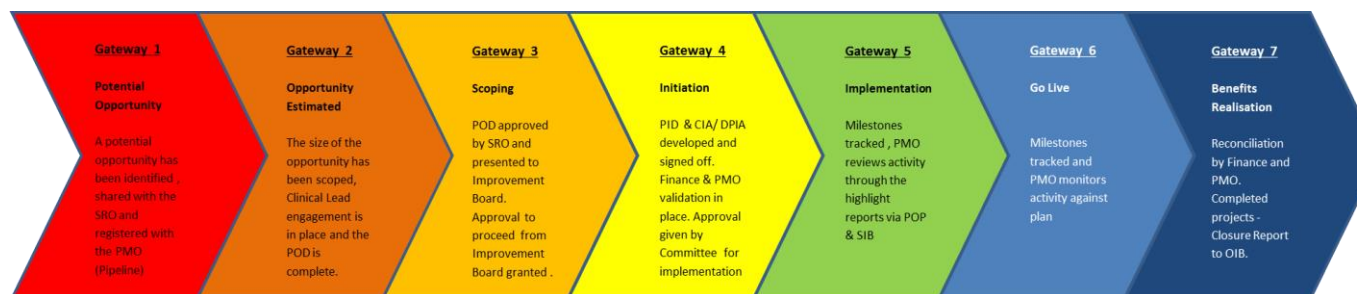 Gateway 1
Potential
Opportunity
A potential
opportunity has
been identified ,
shared with the
SRO and
registered with
the PMO
(Pipeline)
Gateway 2
Opportunity
Estimated
The size of the
opportunity has
been scoped,
Clinical Lead
engagement is
in place and the
POD is
complete.
Gateway 3
Scoping
POD approved
by SRO and
presented to
Improvement
Board.
Approval to
proceed from
Improvement
Board granted .
Gateway 4
Initiation
PID & CIA/ DPIA
developed and
signed off.
Finance & PMO
validation in
place. Approval
given by
Committee for
implementation
Gateway 5
Implementation
Milestones
tracked , PMO
reviews activity
through the
highlight
reports via POP
& SIB
Gateway 6
Go Live
Milestones
tracked and
PMO monitors
activity against
plan
Gateway 7
Benefits
Realisation
Reconciliation
by Finance and
PMO.
Completed
projects -
Closure Report
to OIB.